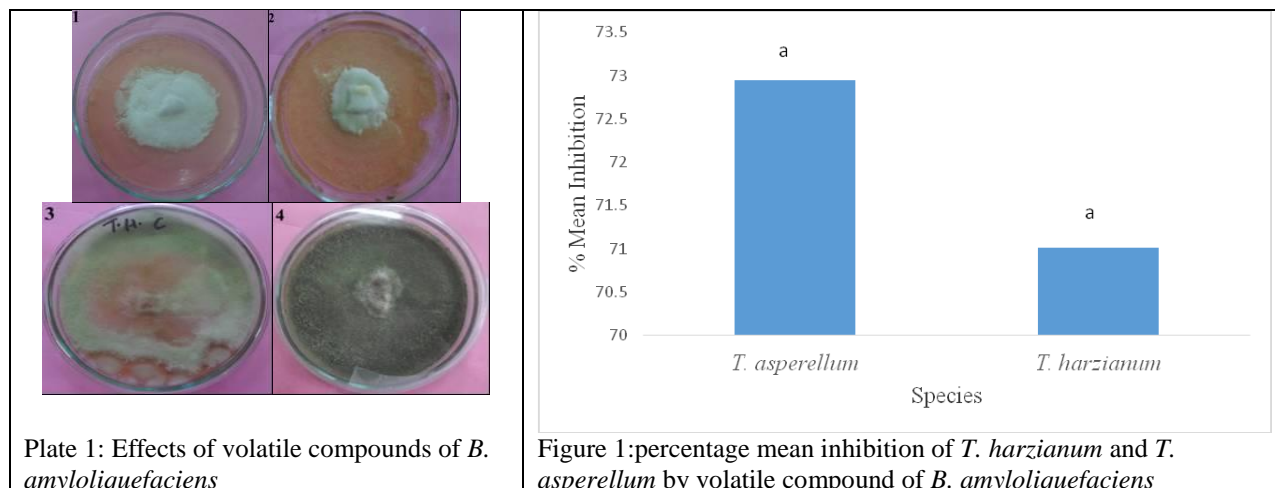 1
2
3
T.H. C
4
Plate 1: Effects of volatile compounds of B.
amyloliquefaciens
73.5
73
72.5
72
71.5
71
70.5
70
% Mean Inhibition
a
a
T. asperellum
T. harzianum
Species
Figure 1:percentage mean inhibition of T. harzianum and T.
asperellum by volatile compound of B. amyloliquefaciens